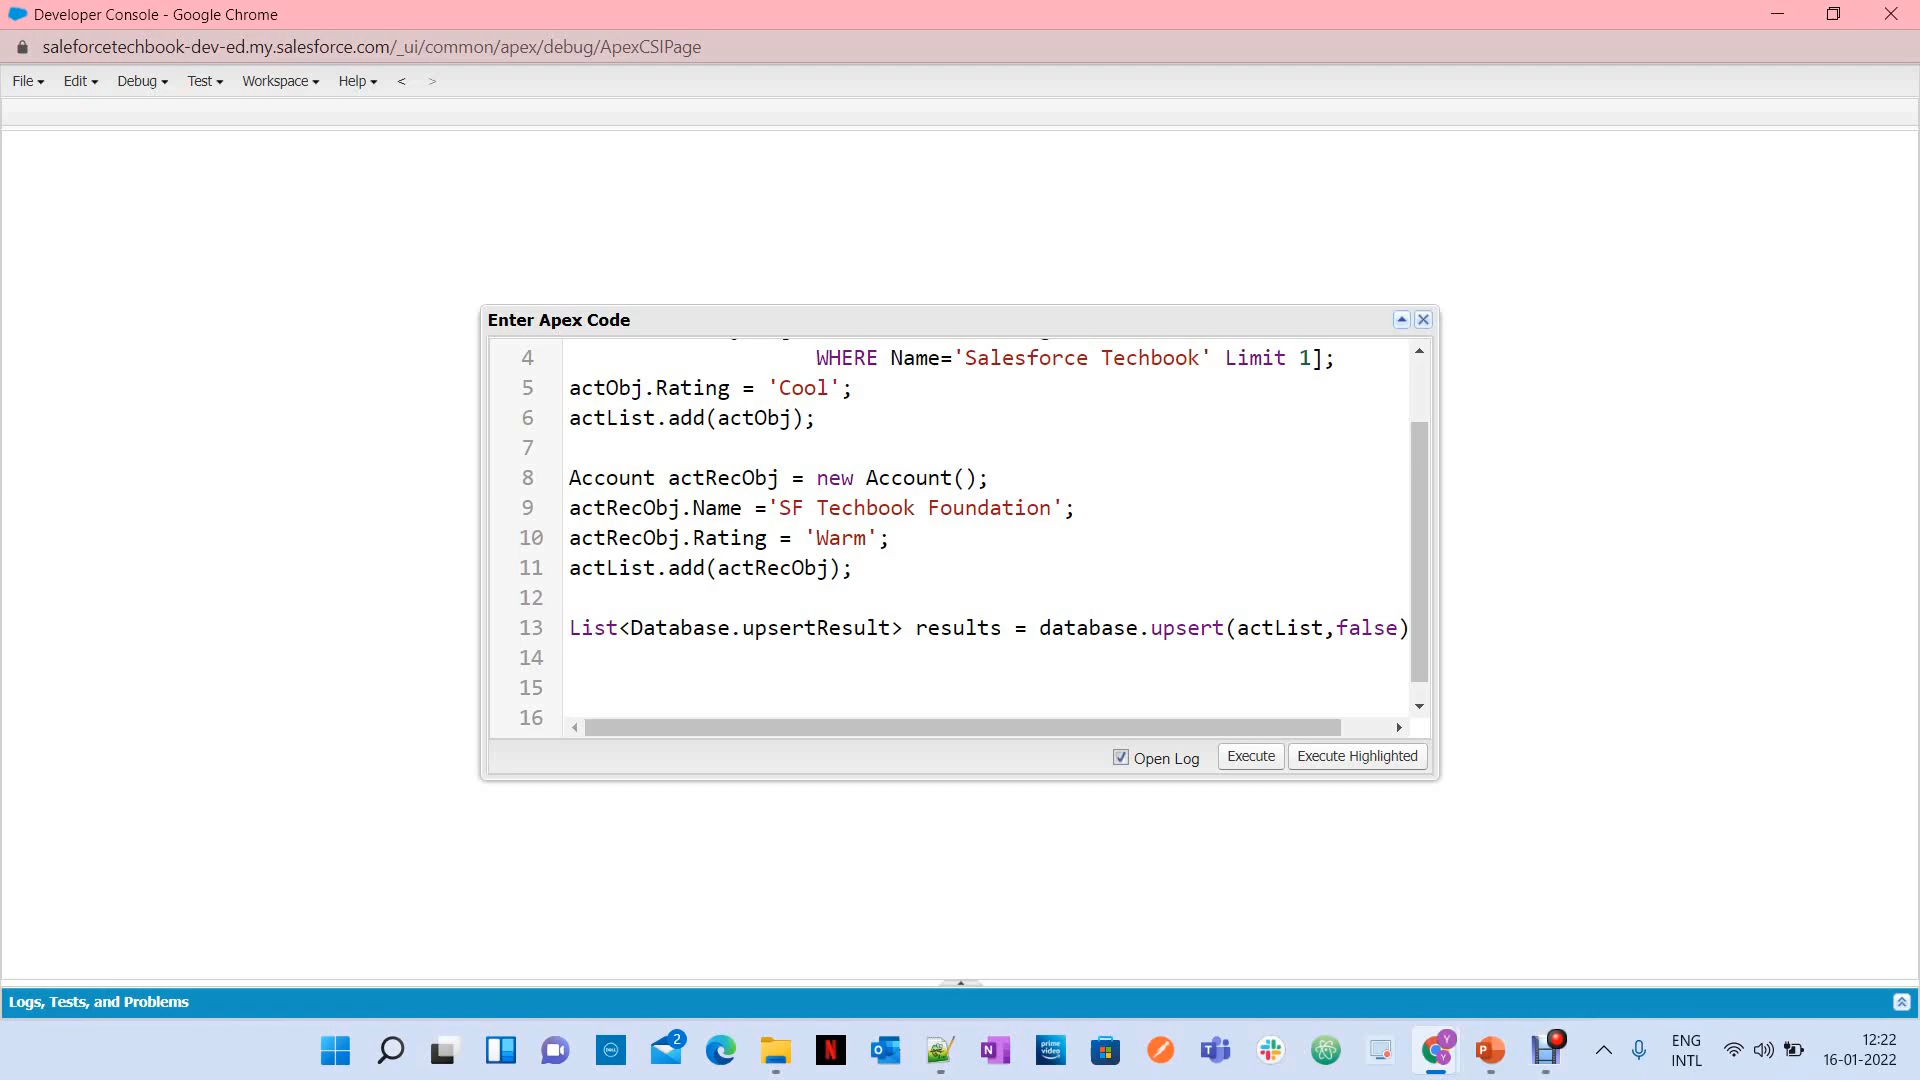 Developer Console - Google Chrome
saleforcetechbook-dev-ed.my.salesforce.com/_ui/common/apex/debug/ApexCSIPage
File Edit Debug Test Workspace Help < >
Enter Apex Code
4 WHERE Name='Salesforce Techbook' Limit 1];
5 actObj.Rating = 'Cool';
6 actList.add(actObj);
7
8 Account actRecObj = new Account();
9 actRecObj.Name ='SF Techbook Foundation';
10 actRecObj.Rating = 'Warm';
11 actList.add(actRecObj);
12
13 List<Database.upsertResult> results = database.upsert(actList,false)
14
15
16
Open Log Execute Execute Highlighted
Logs, Tests, and Problems
2
prime video
ENG
INTL
12:22
16-01-2022